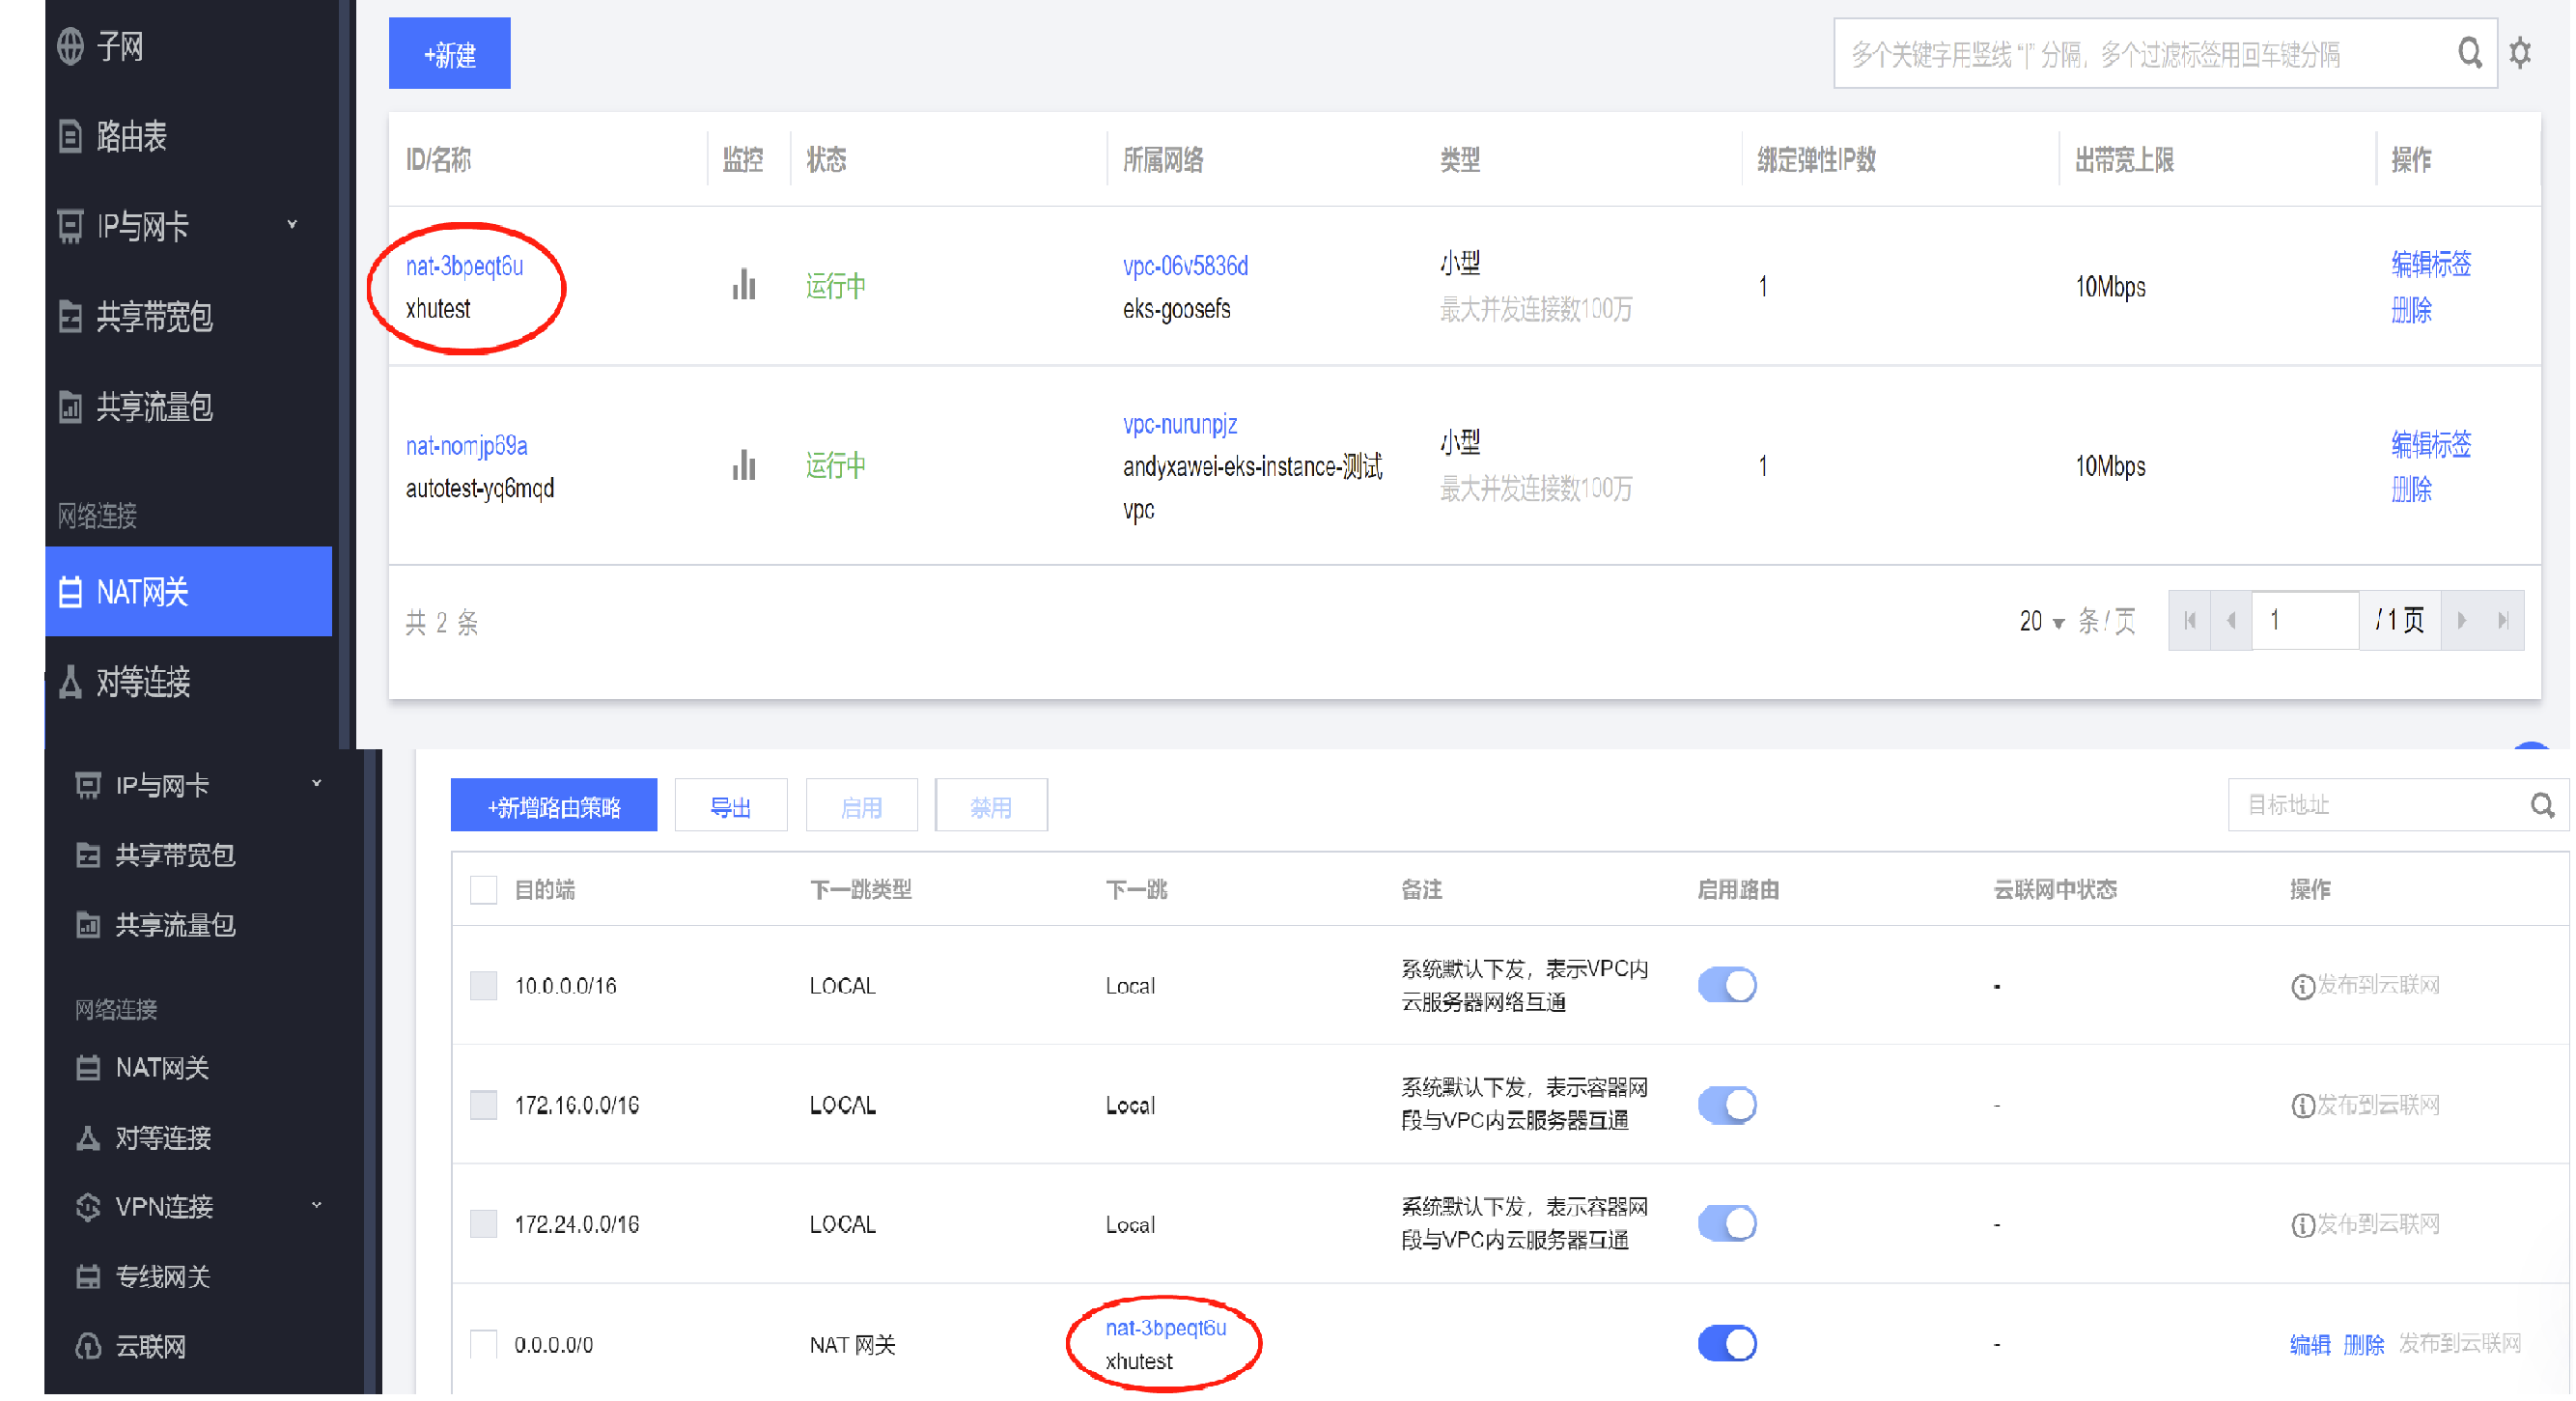 子网
路由表
IP与网卡
共享带宽包
共享流量包
网络连接
NAT网关
对等连接
+新建
多个关键字用竖线 “|” 分隔，多个过滤标签用回车键分隔
ID/名称 监控 状态 所属网络 类型 绑定弹性IP数 出带宽上限 操作
nat-3bpeqt6u
xhutest
运行中
vpc-06v5836d
eks-goosefs
小型
最大并发连接数100万
1
10Mbps
编辑标签
删除
nat-nomjp69a
autotest-yq6mqd
运行中
vpc-nurunpjz
andyxawei-eks-instance-测试
vpc
小型
最大并发连接数100万
1
10Mbps
编辑标签
删除
共 2 条
20 条 / 页
1 / 1 页
IP与网卡
共享带宽包
共享流量包
网络连接
NAT网关
对等连接
VPN连接
专线网关
云联网
+新增路由策略 导出 启用 禁用
目标地址
目的端 下一跳类型 下一跳 备注 启用路由 云联网中状态 操作
10.0.0.0/16 LOCAL Local
系统默认下发，表示VPC内
云服务器网络互通
- 发布到云联网
172.16.0.0/16 LOCAL Local
系统默认下发，表示容器网
段与VPC内云服务器互通
- 发布到云联网
172.24.0.0/16 LOCAL Local
系统默认下发，表示容器网
段与VPC内云服务器互通
- 发布到云联网
0.0.0.0/0 NAT 网关
nat-3bpeqt6u
xhutest
- 编辑 删除 发布到云联网